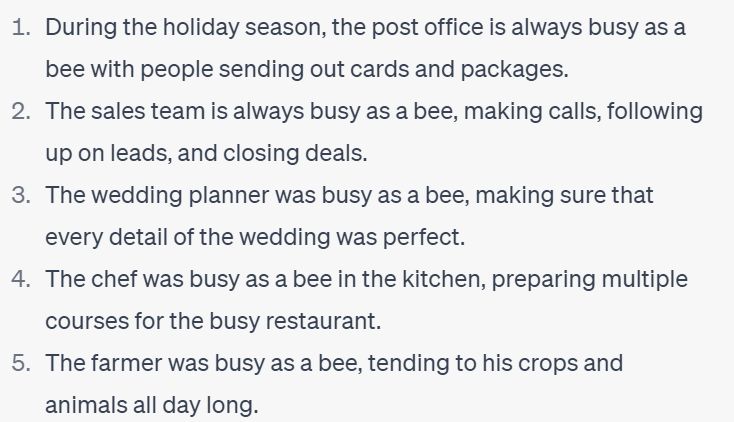 1. During the holiday season, the post office is always busy as a
bee with people sending out cards and packages.
2. The sales team is always busy as a bee, making calls, following
up on leads, and closing deals.
3. The wedding planner was busy as a bee, making sure that
every detail of the wedding was perfect.
4. The chef was busy as a bee in the kitchen, preparing multiple
courses for the busy restaurant.
5. The farmer was busy as a bee, tending to his crops and
animals all day long.